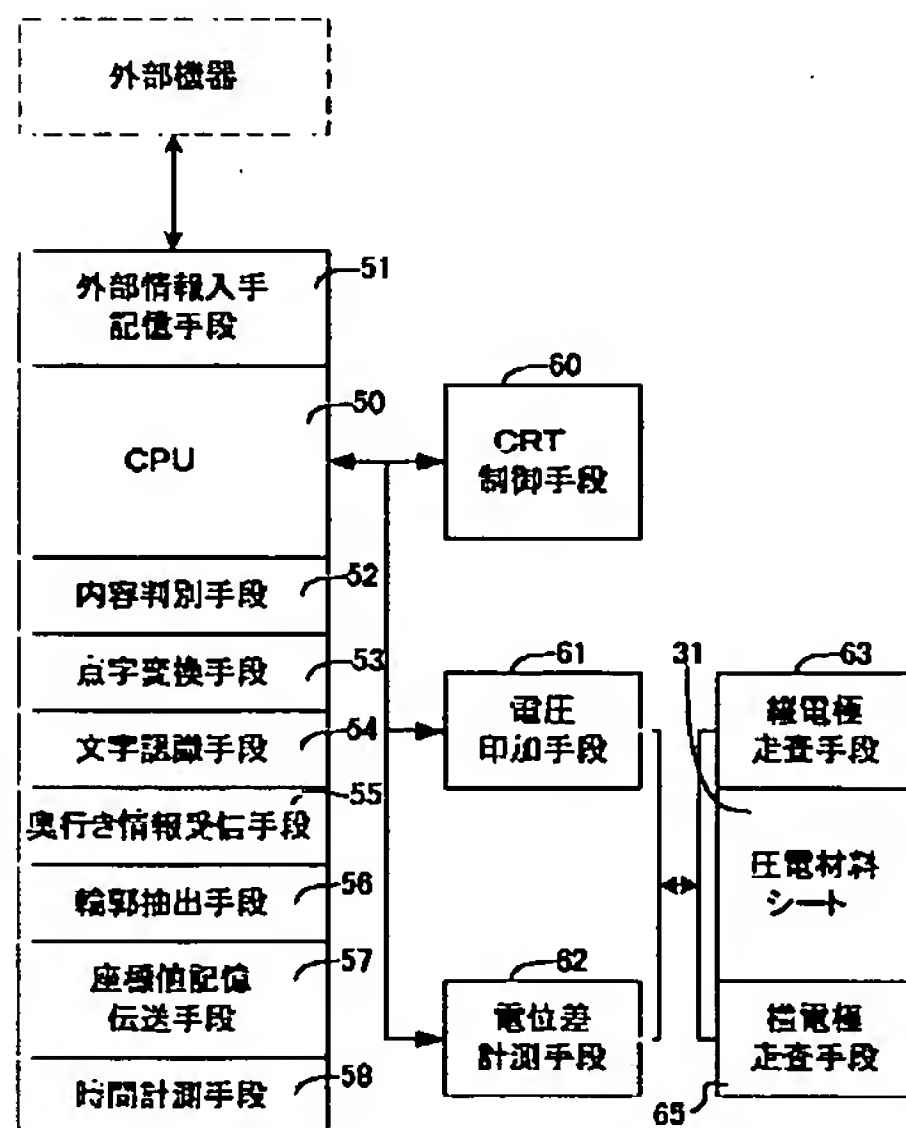 外部機器
外部情報入手
記憶手段
51
CPU
50
60
CRT
制御手段
内容判別手段
52
点字変換手段
53
文字認識手段
54
奥行き情報受信手段
55
輪郭抽出手段
56
座標値記憶
伝送手段
57
時間計測手段
58
61
電圧
印加手段
62
電位差
計測手段
31
63
縦電極
走査手段
圧電材料
シート
横電極
走査手段
65